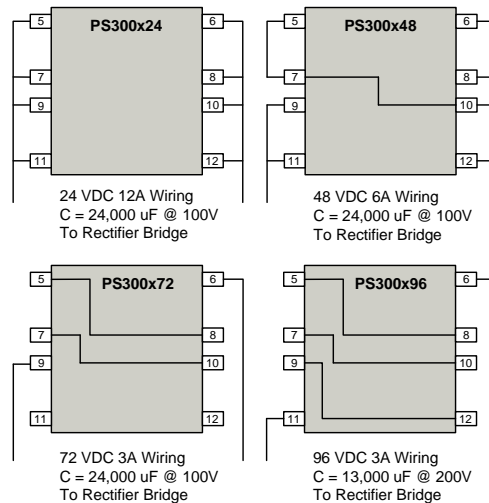 PS300x24
5 6
7 8
9 10
11 12
24 VDC 12A Wiring
C = 24,000 uF @ 100V
To Rectifier Bridge
PS300x48
5 6
7 8
9 10
11 12
48 VDC 6A Wiring
C = 24,000 uF @ 100V
To Rectifier Bridge
PS300x72
5 6
7 8
9 10
11 12
72 VDC 3A Wiring
C = 24,000 uF @ 100V
To Rectifier Bridge
PS300x96
5 6
7 8
9 10
11 12
96 VDC 3A Wiring
C = 13,000 uF @ 200V
To Rectifier Bridge